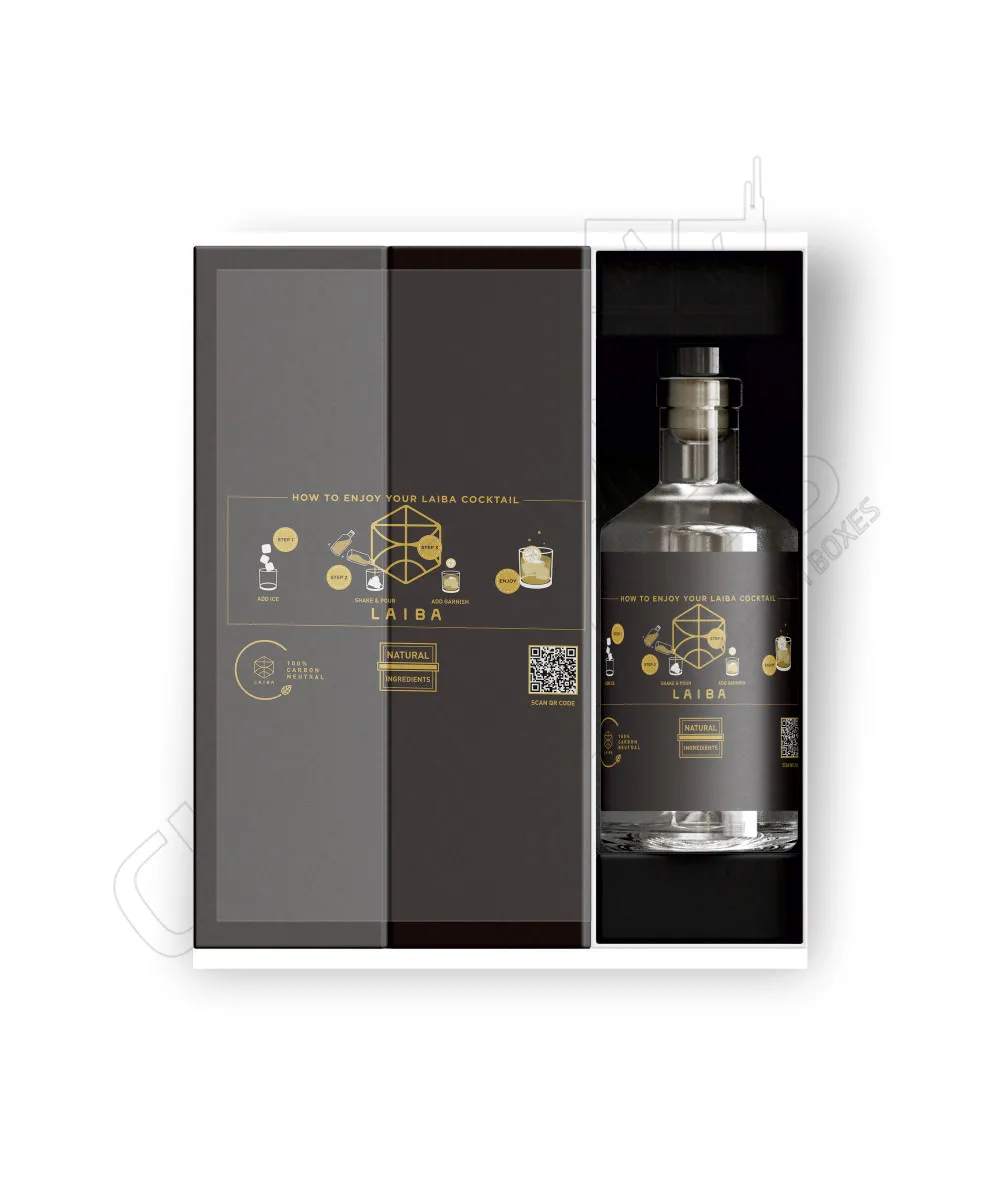 HOW TO ENJOY YOUR LAIBA COCKTAIL
STEP 1
STEP 2
STEP 3
ENJOY
ADD ICE
SHAKE & POUR
ADD GARNISH
LAIBA
LAIBA
100%
CARBON
NEUTRAL
NATURAL
INGREDIENTS
SCAN QR CODE
HOW TO ENJOY YOUR LAIBA COCKTAIL
STEP 2
STEP 3
ENJOY
SHAKE & POUR
ADD GARNISH
LAIBA
100%
CARBON
NEUTRAL
NATURAL
INGREDIENTS
BOXES